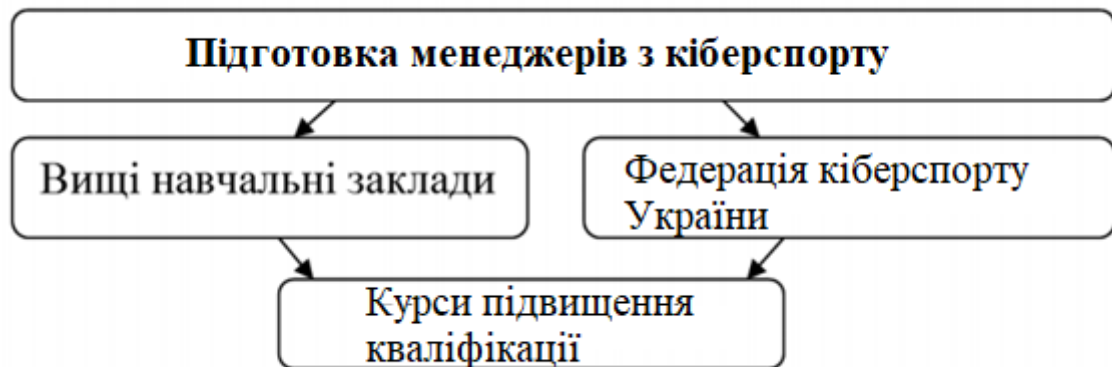 Підготовка менеджерів з кіберспорту
Вищі навчальні заклади
Федерація кіберспорту
України
Курси підвищення
кваліфікації